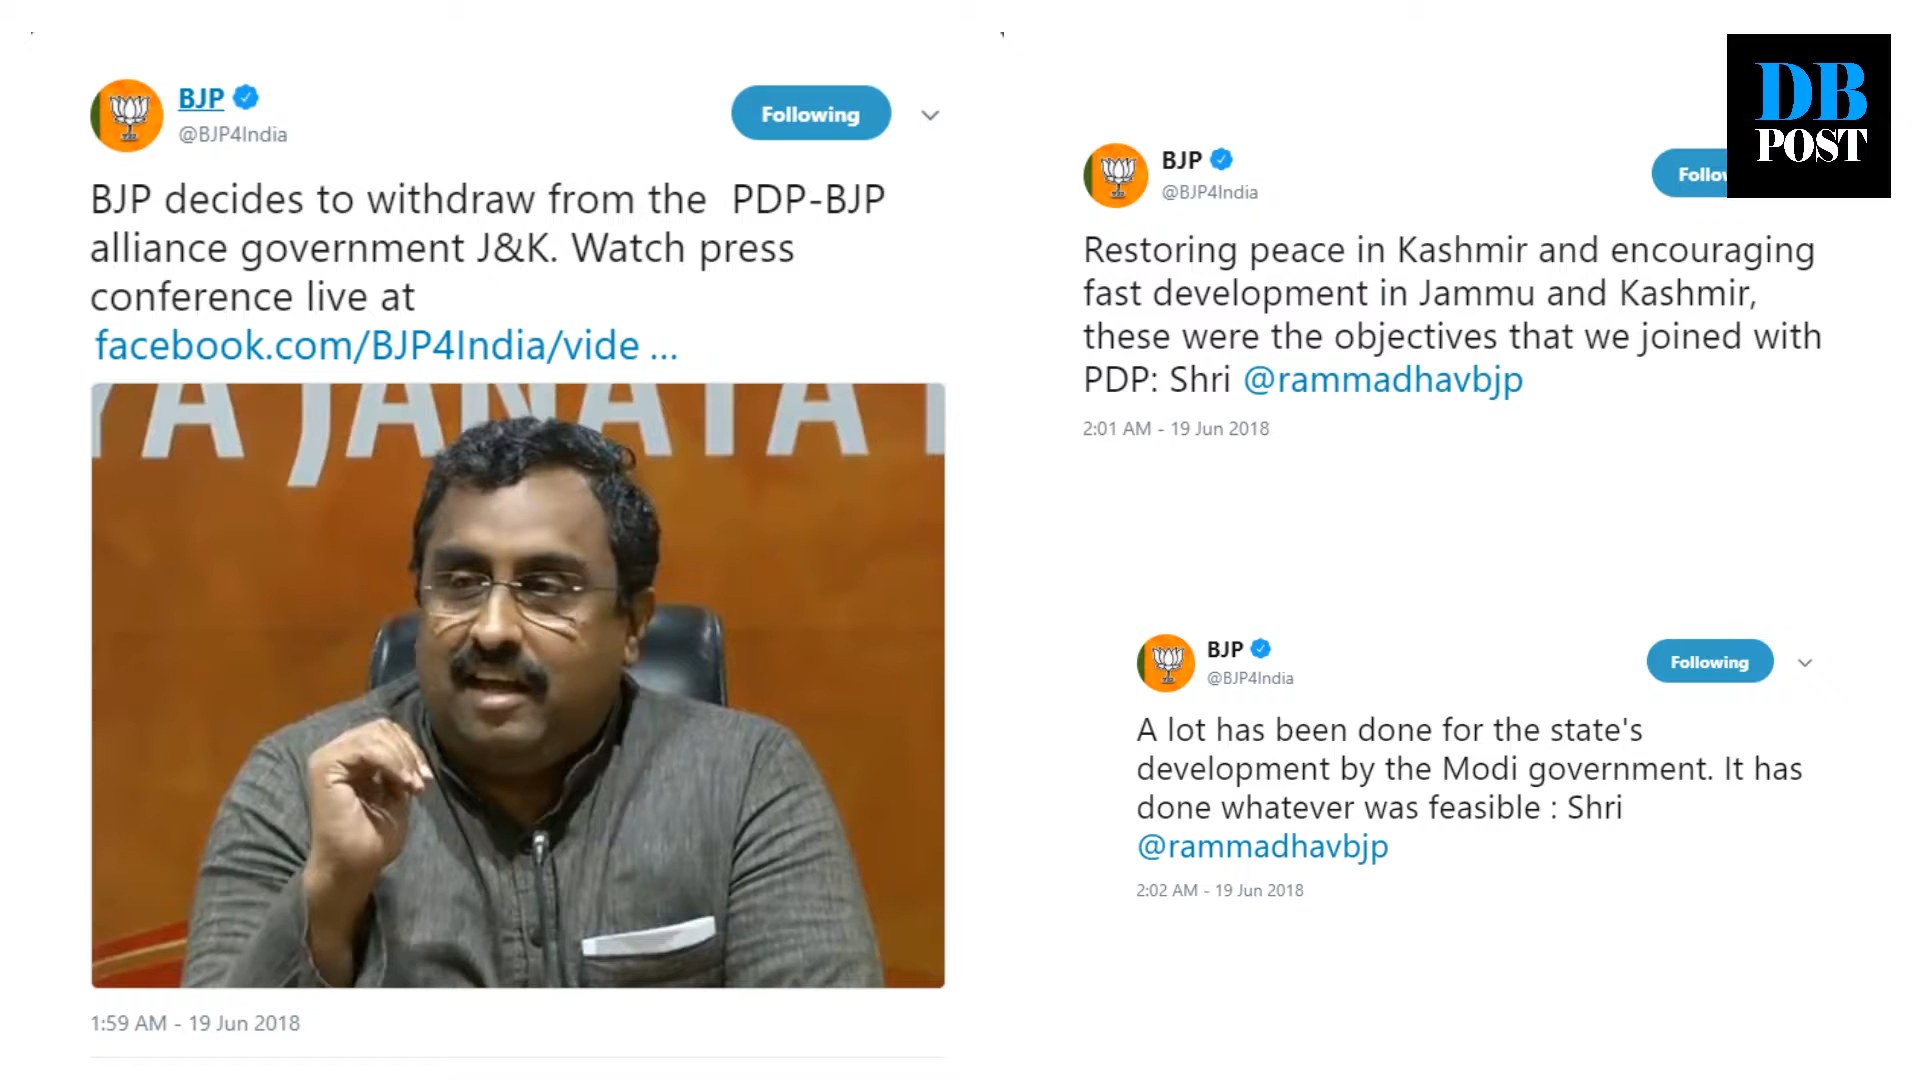 BJP
@BJP4India
Following
BJP decides to withdraw from the PDP-BJP
alliance government J&K. Watch press
conference live at
facebook.com/BJP4India/vide ...
YA JANATA
1:59 AM - 19 Jun 2018
DB
POST
BJP
@BJP4India
Follow
Restoring peace in Kashmir and encouraging
fast development in Jammu and Kashmir,
these were the objectives that we joined with
PDP: Shri @rammadhavbjp
2:01 AM - 19 Jun 2018
BJP
@BJP4India
Following
A lot has been done for the state's
development by the Modi government. It has
done whatever was feasible : Shri
@rammadhavbjp
2:02 AM - 19 Jun 2018